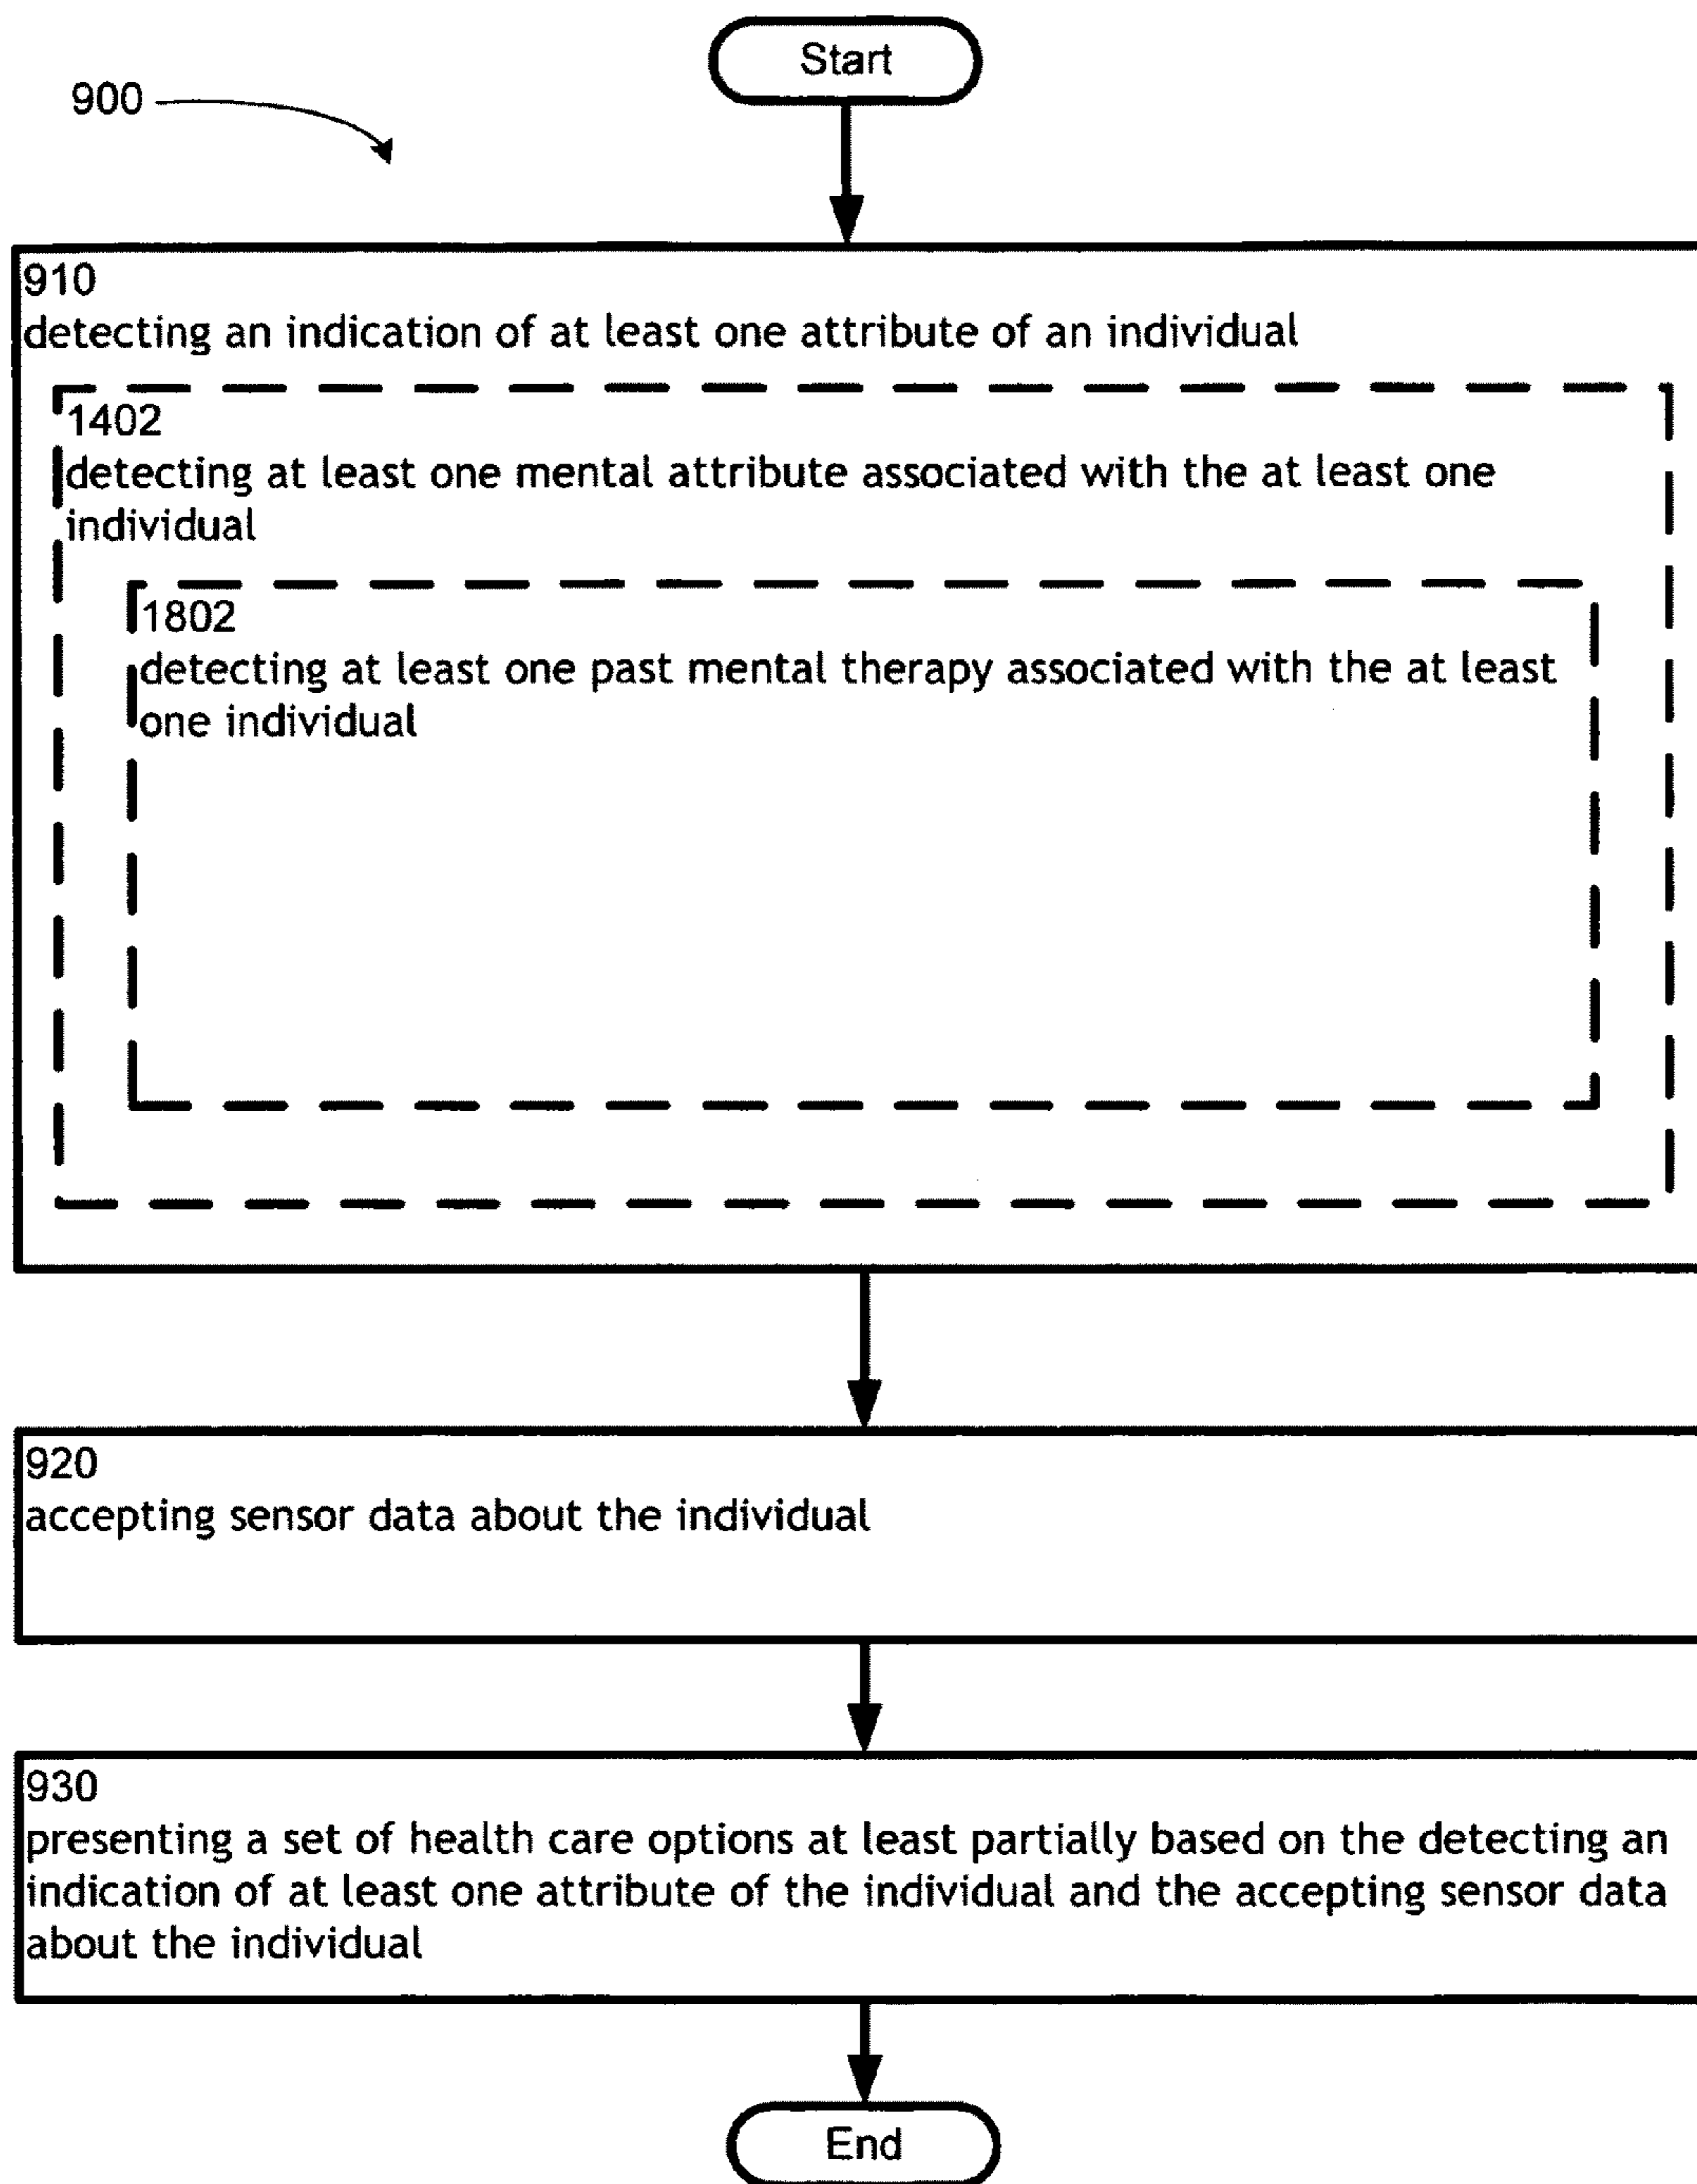 Start
900
910
detecting an indication of at least one attribute of an individual
1402
detecting at least one mental attribute associated with the at least one
individual
1802
detecting at least one past mental therapy associated with the at least
one individual
920
accepting sensor data about the individual
930
presenting a set of health care options at least partially based on the detecting an
indication of at least one attribute of the individual and the accepting sensor data
about the individual
End